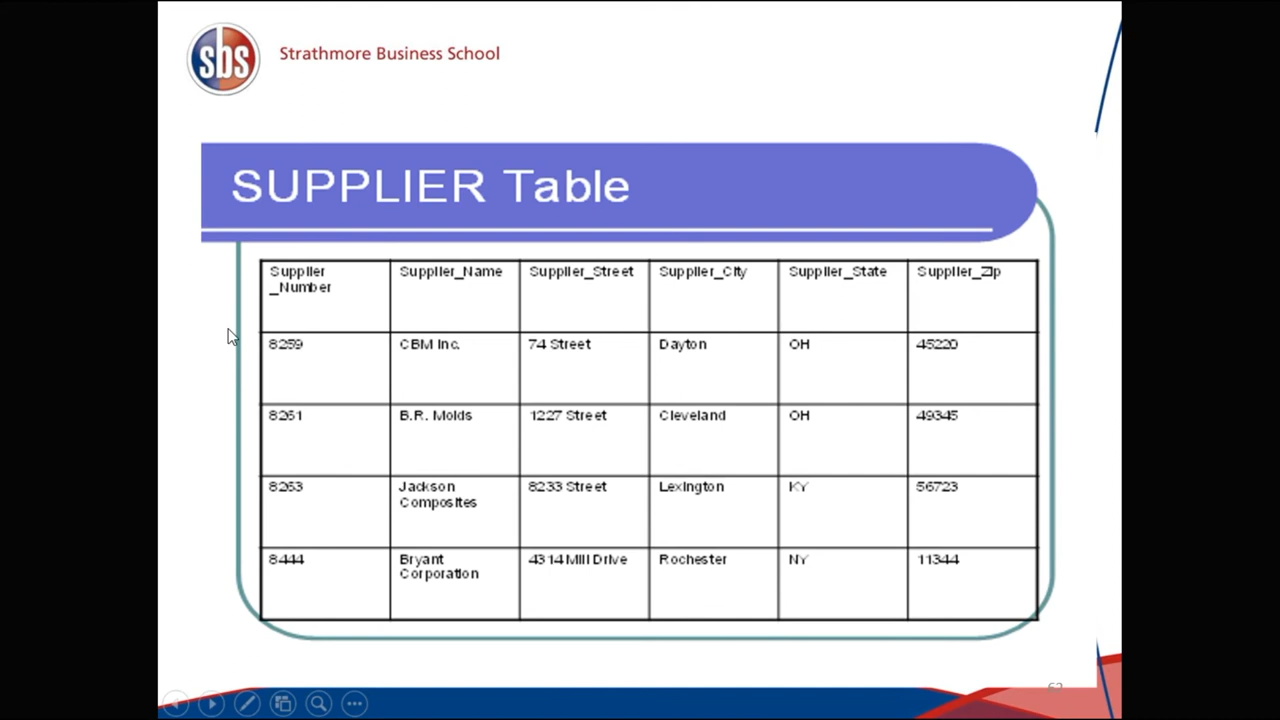 sbs
Strathmore Business School
SUPPLIER Table
Supplier
_Number
Supplier_Name
Supplier_Street
Supplier_City
Supplier_State
Supplier_Zip
8259
CBM Inc.
74 Street
Dayton
OH
45220
8261
B.R. Molds
1227 Street
Cleveland
OH
49345
8263
Jackson
Composites
8233 Street
Lexington
KY
56723
8444
Bryant
Corporation
4314 Mill Drive
Rochester
NY
11344